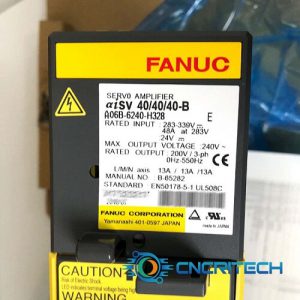 FANUC
SERVO AMPLIFIER
αiSV 40/40/40-B
A06B-6240-H328 E
RATED INPUT : 283-339V
48A at 283V
24V
MAX. OUTPUT VOLTAGE : 240V~
RATED OUTPUT : 200V / 3-ph
0Hz-550Hz
L/M/N axis 13A / 13A / 13A
MANUAL : B-65282
STANDARD : EN50178-5-1 UL508C
FANUC CORPORATION
Yamanashi 401-0597 JAPAN
CAUTION
CNCRITECH
WARNING